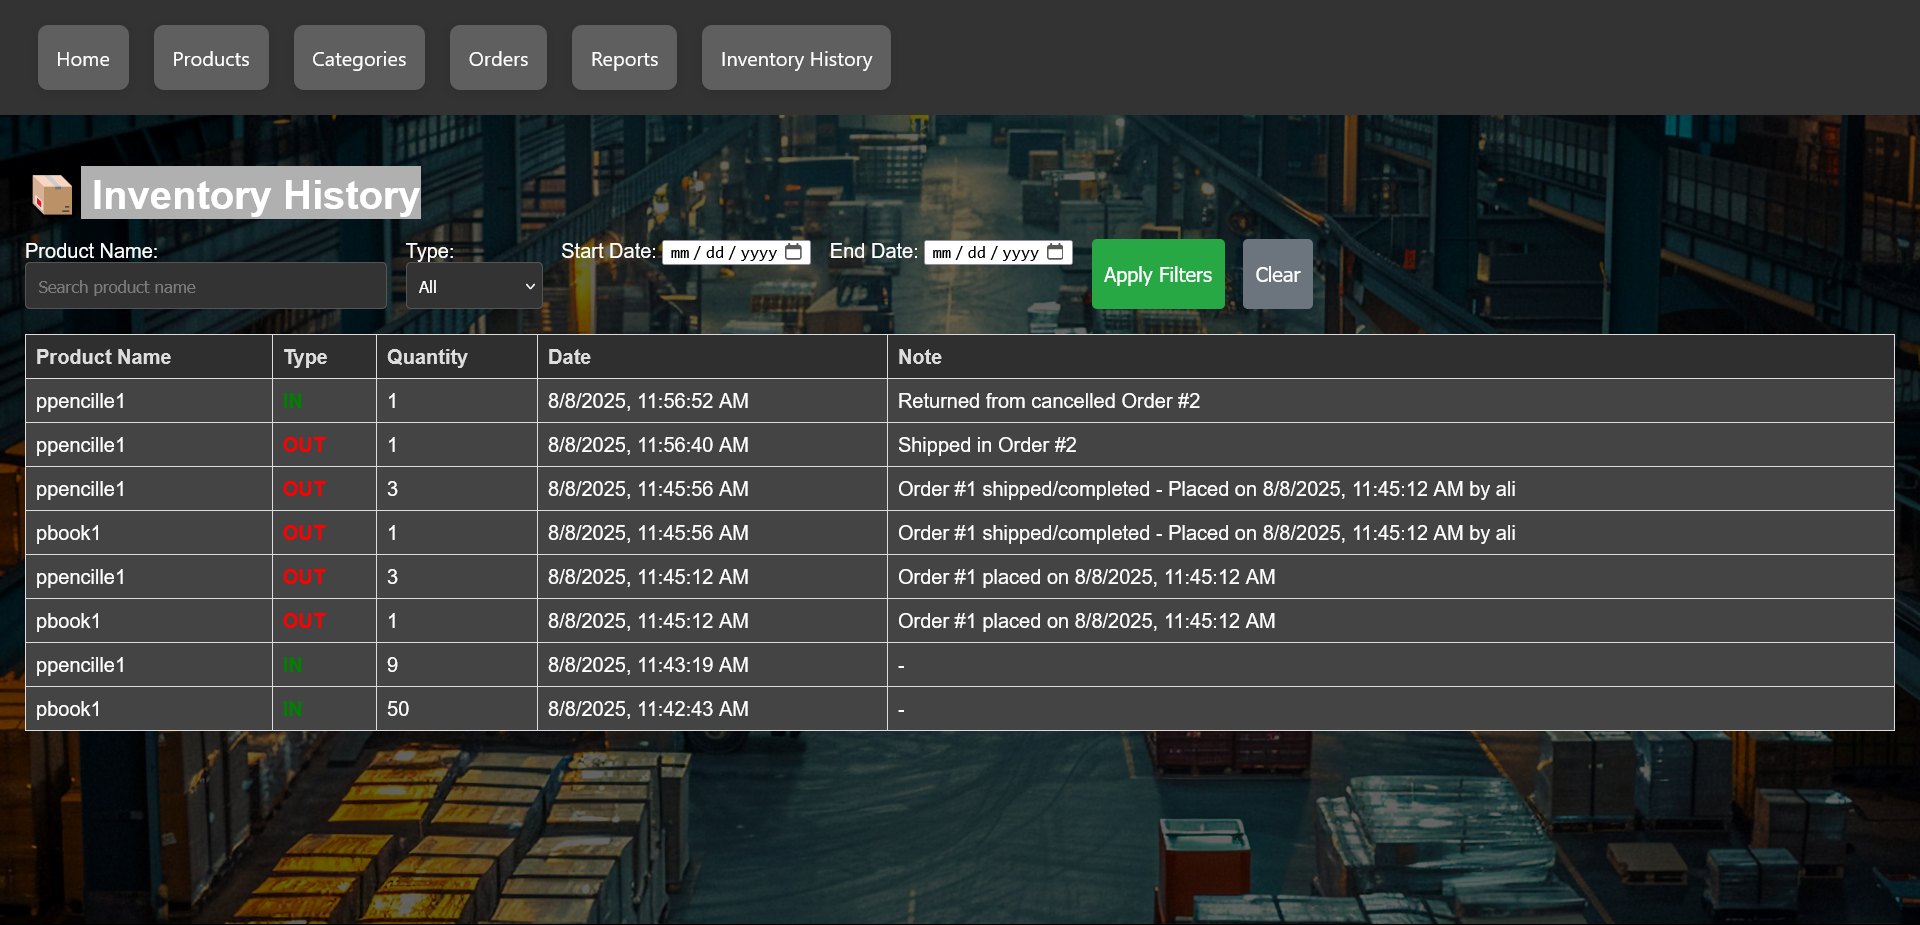 Home Products Categories Orders Reports Inventory History
Inventory History
Product Name: Type: Start Date: mm/dd/yyyy End Date: mm/dd/yyyy Apply Filters Clear
Search product name All
Product Name Type Quantity Date Note
ppencille1 IN 1 8/8/2025, 11:56:52 AM Returned from cancelled Order #2
ppencille1 OUT 1 8/8/2025, 11:56:40 AM Shipped in Order #2
ppencille1 OUT 3 8/8/2025, 11:45:56 AM Order #1 shipped/completed - Placed on 8/8/2025, 11:45:12 AM by ali
pbook1 OUT 1 8/8/2025, 11:45:56 AM Order #1 shipped/completed - Placed on 8/8/2025, 11:45:12 AM by ali
ppencille1 OUT 3 8/8/2025, 11:45:12 AM Order #1 placed on 8/8/2025, 11:45:12 AM
pbook1 OUT 1 8/8/2025, 11:45:12 AM Order #1 placed on 8/8/2025, 11:45:12 AM
ppencille1 IN 9 8/8/2025, 11:43:19 AM -
pbook1 IN 50 8/8/2025, 11:42:43 AM -